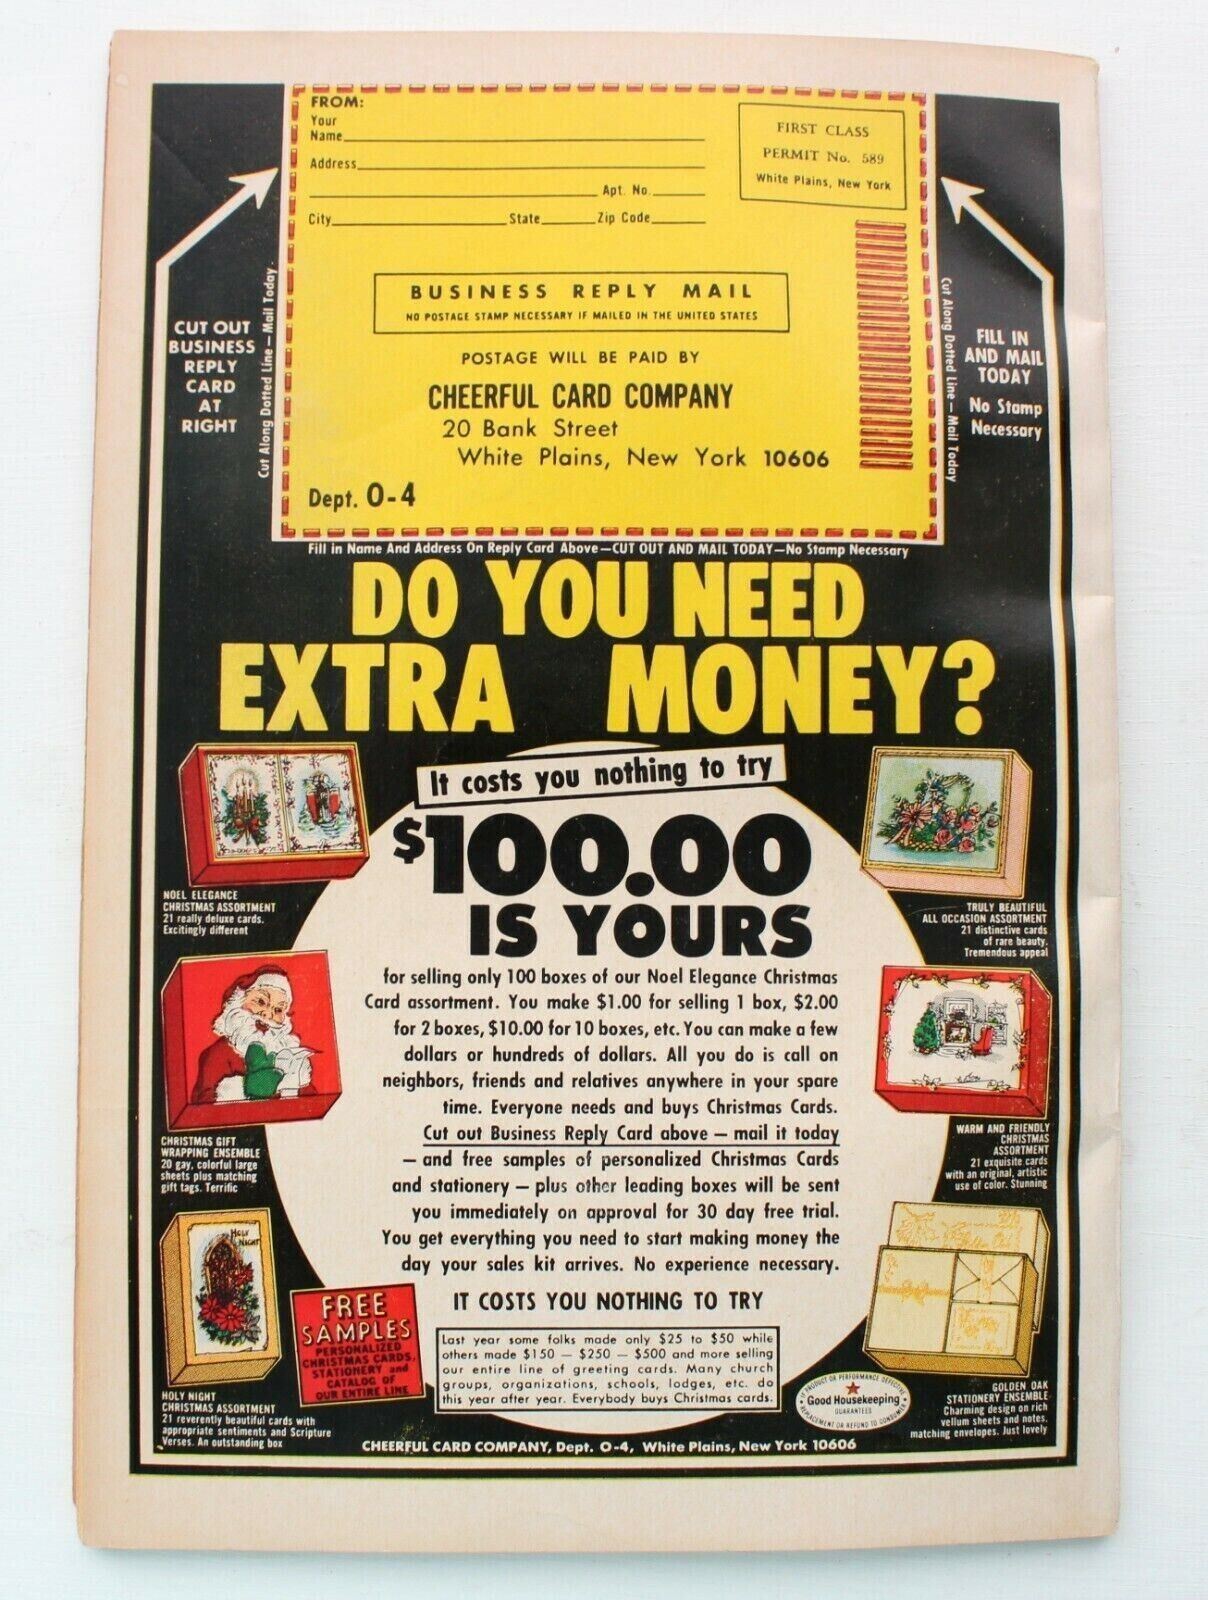 FROM:
Your
Name
Address
Apt. No.
City State Zip Code
FIRST CLASS
PERMIT No. 589
White Plains, New York
BUSINESS REPLY MAIL
NO POSTAGE STAMP NECESSARY IF MAILED IN THE UNITED STATES
POSTAGE WILL BE PAID BY
CHEERFUL CARD COMPANY
20 Bank Street
White Plains, New York 10606
Dept. O-4
CUT OUT
BUSINESS
REPLY
CARD
AT
RIGHT
Cut Along Dotted Line—Mail Today
Cut Along Dotted Line—Mail Today
FILL IN
AND MAIL
TODAY
No Stamp
Necessary
Fill in Name And Address On Reply Card Above—CUT OUT AND MAIL TODAY—No Stamp Necessary
DO YOU NEED
EXTRA MONEY?
It costs you nothing to try
$100.00
IS YOURS
for selling only 100 boxes of our Noel Elegance Christmas
Card assortment. You make $1.00 for selling 1 box, $2.00
for 2 boxes, $10.00 for 10 boxes, etc. You can make a few
dollars or hundreds of dollars. All you do is call on
neighbors, friends and relatives anywhere in your spare
time. Everyone needs and buys Christmas Cards.
Cut out Business Reply Card above — mail it today
— and free samples of personalized Christmas Cards
and stationery — plus other leading boxes will be sent
you immediately on approval for 30 day free trial.
You get everything you need to start making money the
day your sales kit arrives. No experience necessary.
IT COSTS YOU NOTHING TO TRY
Last year some folks made only $25 to $50 while
others made $150 — $250 — $500 and more selling
our entire line of greeting cards. Many church
groups, organizations, schools, lodges, etc. do
this year after year. Everybody buys Christmas cards.
NOEL ELEGANCE
CHRISTMAS ASSORTMENT
21 really deluxe cards.
Excitingly different
CHRISTMAS GIFT
WRAPPING ENSEMBLE
20 gay, colorful large
sheets plus matching
gift tags. Terrific
HOLY
NIGHT
HOLY NIGHT
CHRISTMAS ASSORTMENT
21 reverently beautiful cards with
appropriate sentiments and Scripture
Verses. An outstanding box
FREE
SAMPLES
PERSONALIZED
CHRISTMAS CARDS,
STATIONERY and
CATALOG OF
OUR ENTIRE LINE
TRULY BEAUTIFUL
ALL OCCASION ASSORTMENT
21 distinctive cards
of rare beauty.
Tremendous appeal
WARM AND FRIENDLY
CHRISTMAS
ASSORTMENT
21 exquisite cards
with an original, artistic
use of color. Stunning
GOLDEN OAK
STATIONERY ENSEMBLE
Charming design on rich
vellum sheets and notes,
matching envelopes. Just lovely
IF PRODUCT OR PERFORMANCE DEFECTIVE
Good Housekeeping
GUARANTEES
REPLACEMENT OR REFUND TO CONSUMER
CHEERFUL CARD COMPANY, Dept. O-4, White Plains, New York 10606